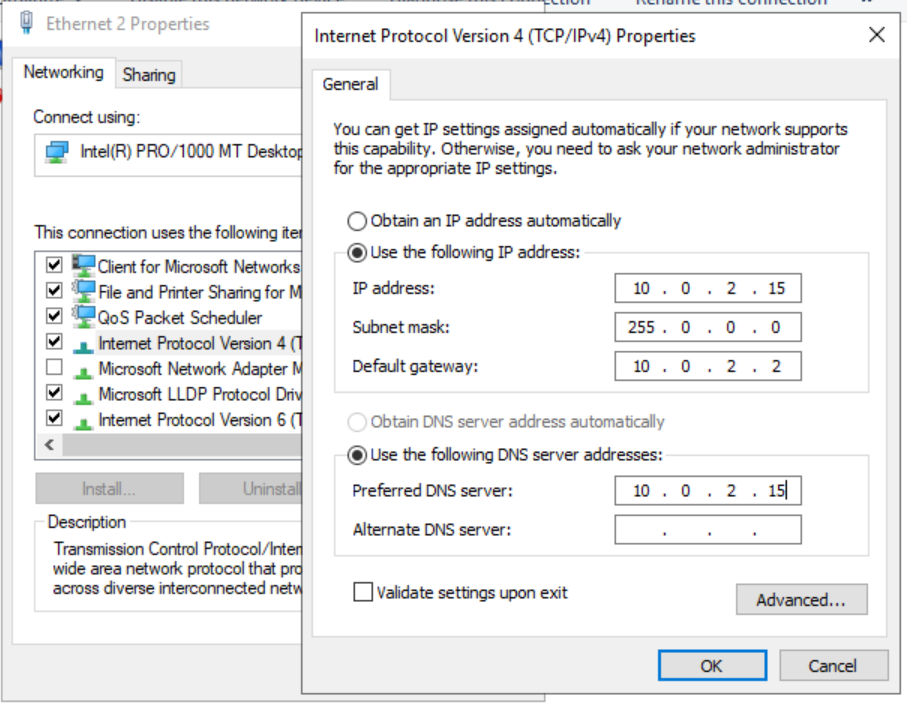 Rename this connection
Ethernet 2 Properties
Networking
Sharing
Connect using:
Intel(R) PRO/1000 MT Desktop
This connection uses the following
Client for Microsoft Networks
File and Printer Sharing for M
QoS Packet Scheduler
Internet Protocol Version 4 (T
Microsoft Network Adapter M
Microsoft LLDP Protocol Driv
Internet Protocol Version 6 (T
Install...
Uninstall
Description
Transmission Control Protocol/Inter
wide area network protocol that pro
across diverse interconnected netw
Internet Protocol Version 4 (TCP/IPv4) Properties
General
You can get IP settings assigned automatically if your network supports
this capability. Otherwise, you need to ask your network administrator
for the appropriate IP settings.
Obtain an IP address automatically
Use the following IP address:
IP address: 10 . 0 . 2 . 15
Subnet mask: 255 . 0 . 0 . 0
Default gateway: 10 . 0 . 2 . 2
Obtain DNS server address automatically
Use the following DNS server addresses:
Preferred DNS server: 10 . 0 . 2 . 15
Alternate DNS server: . . .
Validate settings upon exit
Advanced...
OK
Cancel